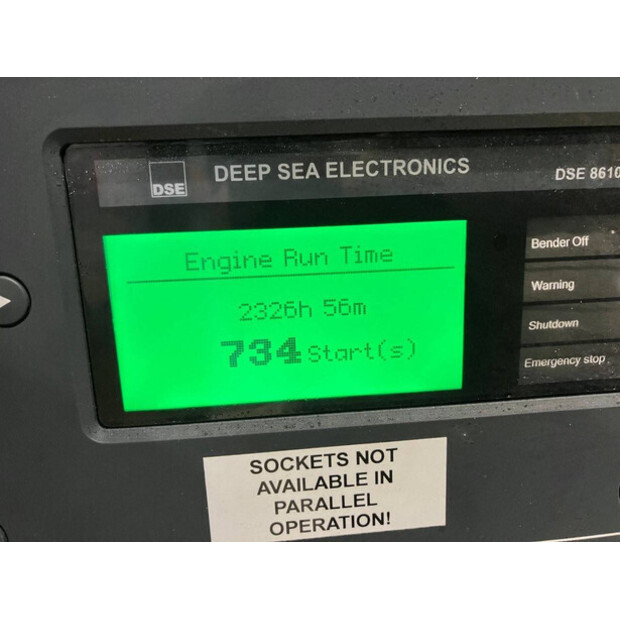 DSE
DEEP SEA ELECTRONICS
DSE 8610
Engine Run Time
2326h 56m
734 Start(s)
Bender Off
Warning
Shutdown
Emergency stop
SOCKETS NOT
AVAILABLE IN
PARALLEL
OPERATION!